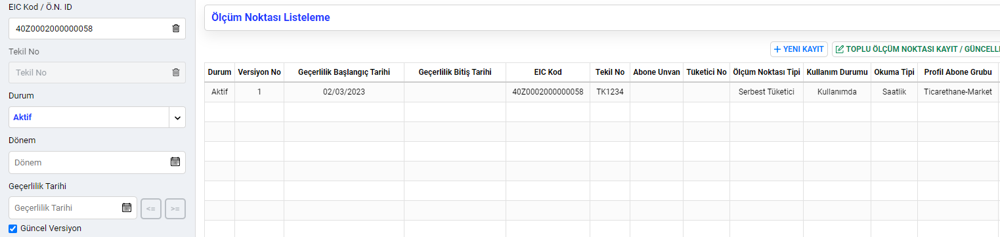 EIC Kod / Ö.N. ID
40Z0002000000058
Tekil No
Tekil No
Durum
Aktif
Dönem
Dönem
Geçerlilik Tarihi
Geçerlilik Tarihi <= >=
Güncel Versiyon
Ölçüm Noktası Listeleme
+ YENİ KAYIT TOPLU ÖLÇÜM NOKTASI KAYIT / GÜNCELL
Durum Versiyon No Geçerlilik Başlangıç Tarihi Geçerlilik Bitiş Tarihi EIC Kod Tekil No Abone Unvan Tüketici No Ölçüm Noktası Tipi Kullanım Durumu Okuma Tipi Profil Abone Grubu
Aktif 1 02/03/2023 40Z0002000000058 TK1234 Serbest Tüketici Kullanımda Saatlik Ticarethane-Market